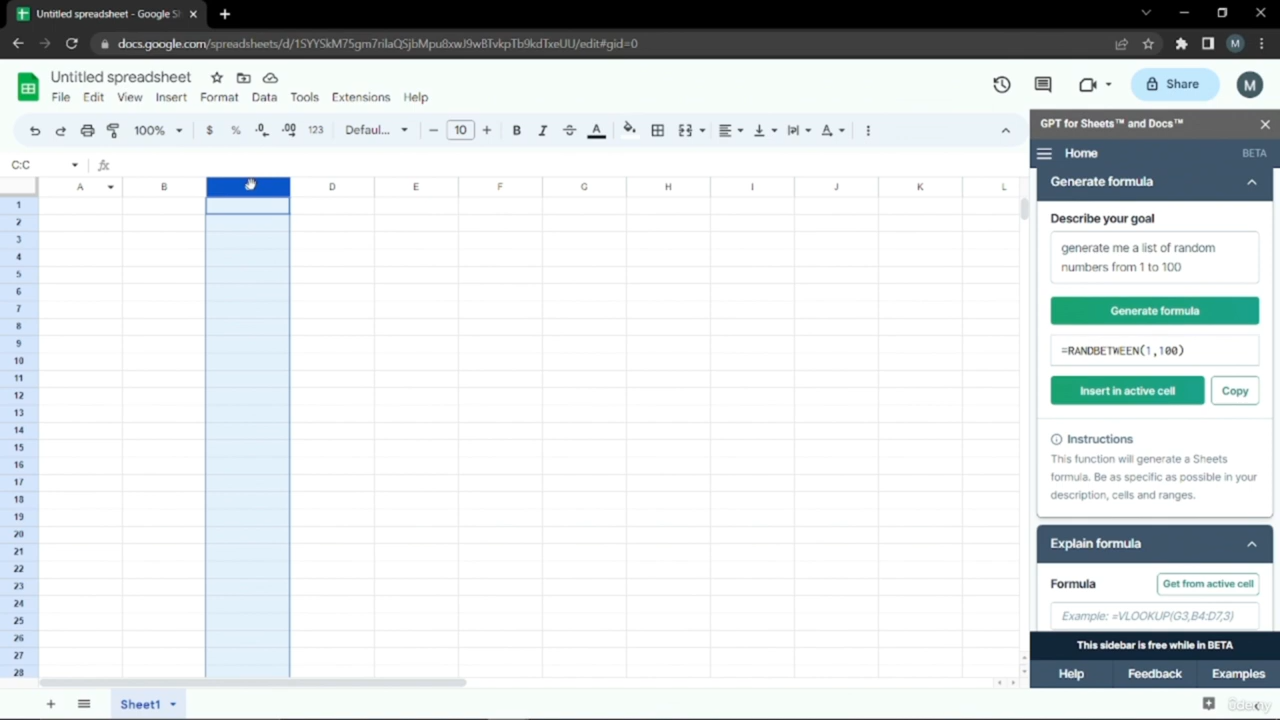 Untitled spreadsheet - Google S
docs.google.com/spreadsheets/d/1SYYSkM75gm7riIaQSjbMpu8xwJ9wBTvkpTb9kdTxeUU/edit#gid=0
M
Untitled spreadsheet
File Edit View Insert Format Data Tools Extensions Help
Share
M
100% $ % .0 .00 123 Defaul... 10 B I A
GPT for Sheets™ and Docs™
Home BETA
C:C
fx
A B D E F G H I J K L
1
2
3
4
5
6
7
8
9
10
11
12
13
14
15
16
17
18
19
20
21
22
23
24
25
26
27
28
Generate formula
Describe your goal
generate me a list of random
numbers from 1 to 100
Generate formula
=RANDBETWEEN(1,100)
Insert in active cell Copy
Instructions
This function will generate a Sheets
formula. Be as specific as possible in your
description, cells and ranges.
Explain formula
Formula Get from active cell
Example: =VLOOKUP(G3,B4:D7,3)
This sidebar is free while in BETA
Help Feedback Examples
Sheet1
ûdemy